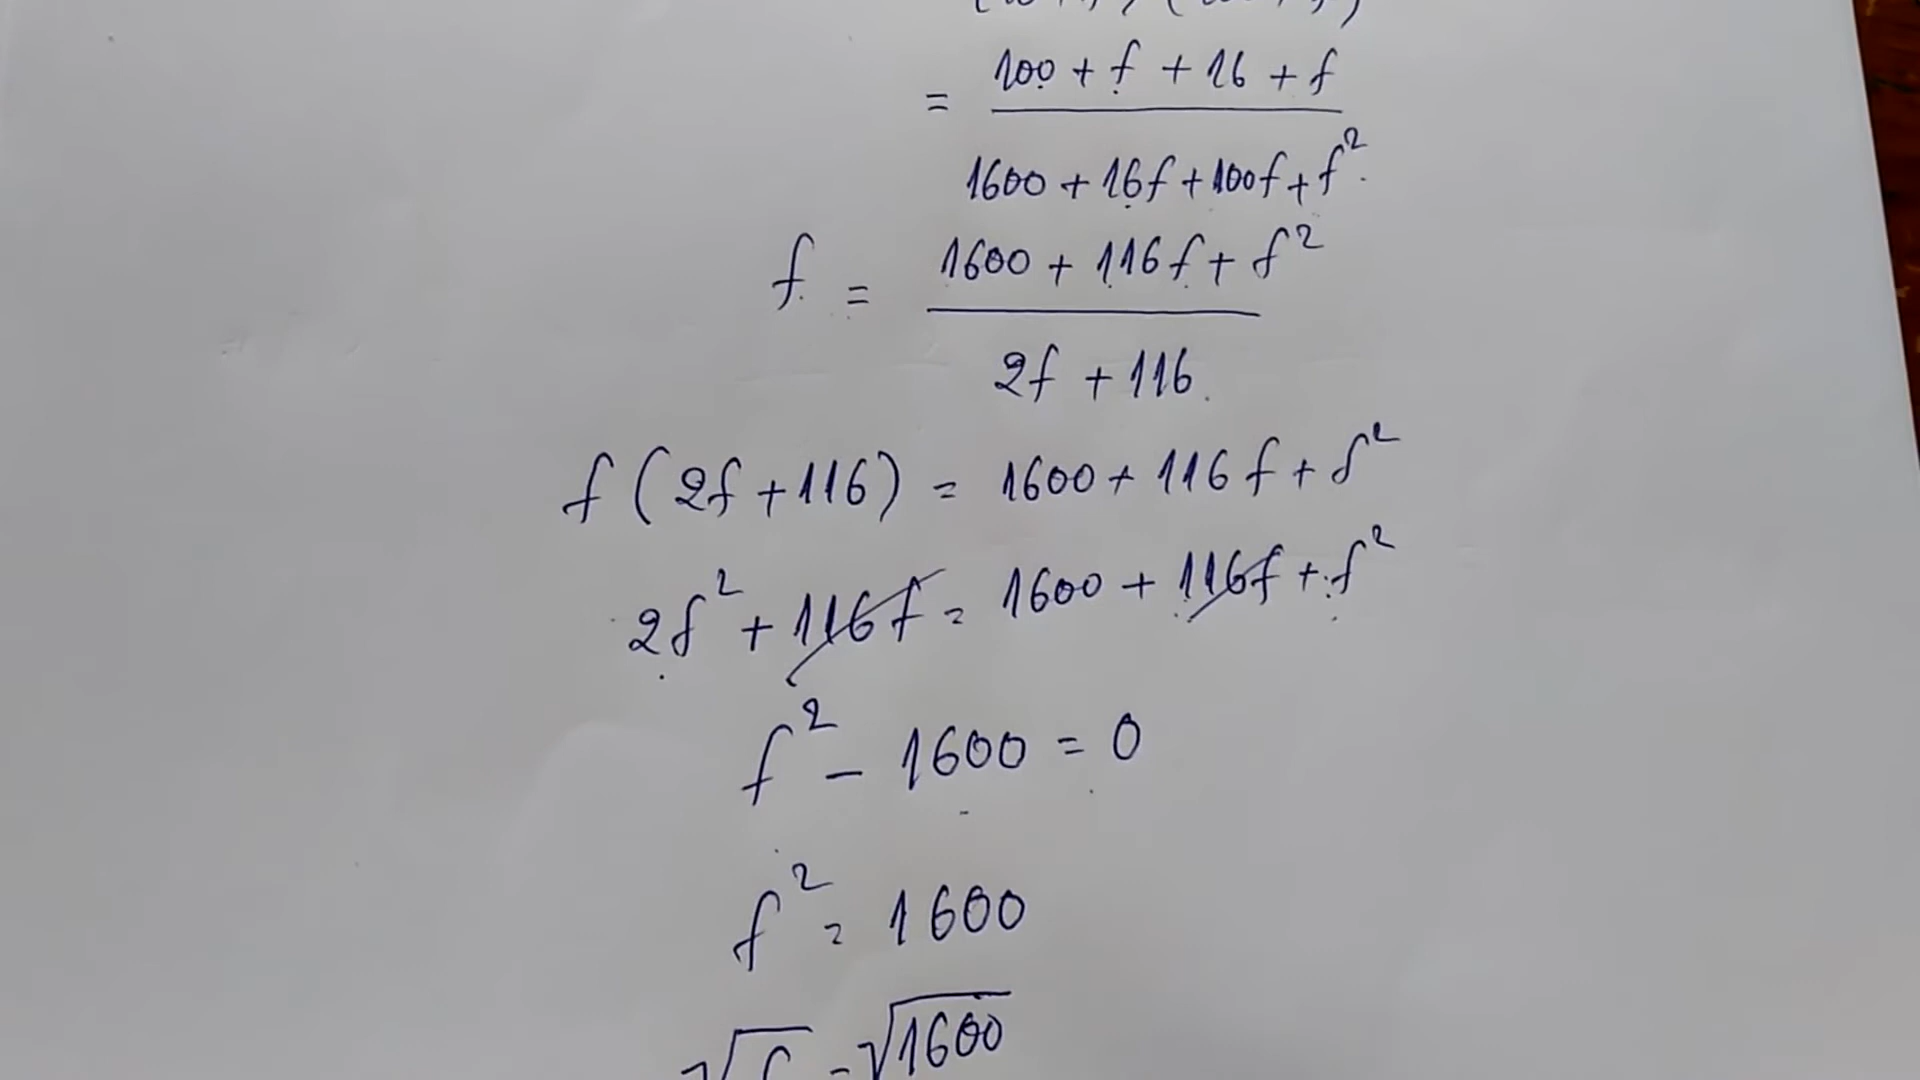 = 100 + f + 16 + f
1600 + 16f + 100f + f²
f = 1600 + 116f + f²
2f + 116
f (2f + 116) = 1600 + 116f + f²
2f² + 116f = 1600 + 116f + f²
f² - 1600 = 0
f² = 1600
√1600